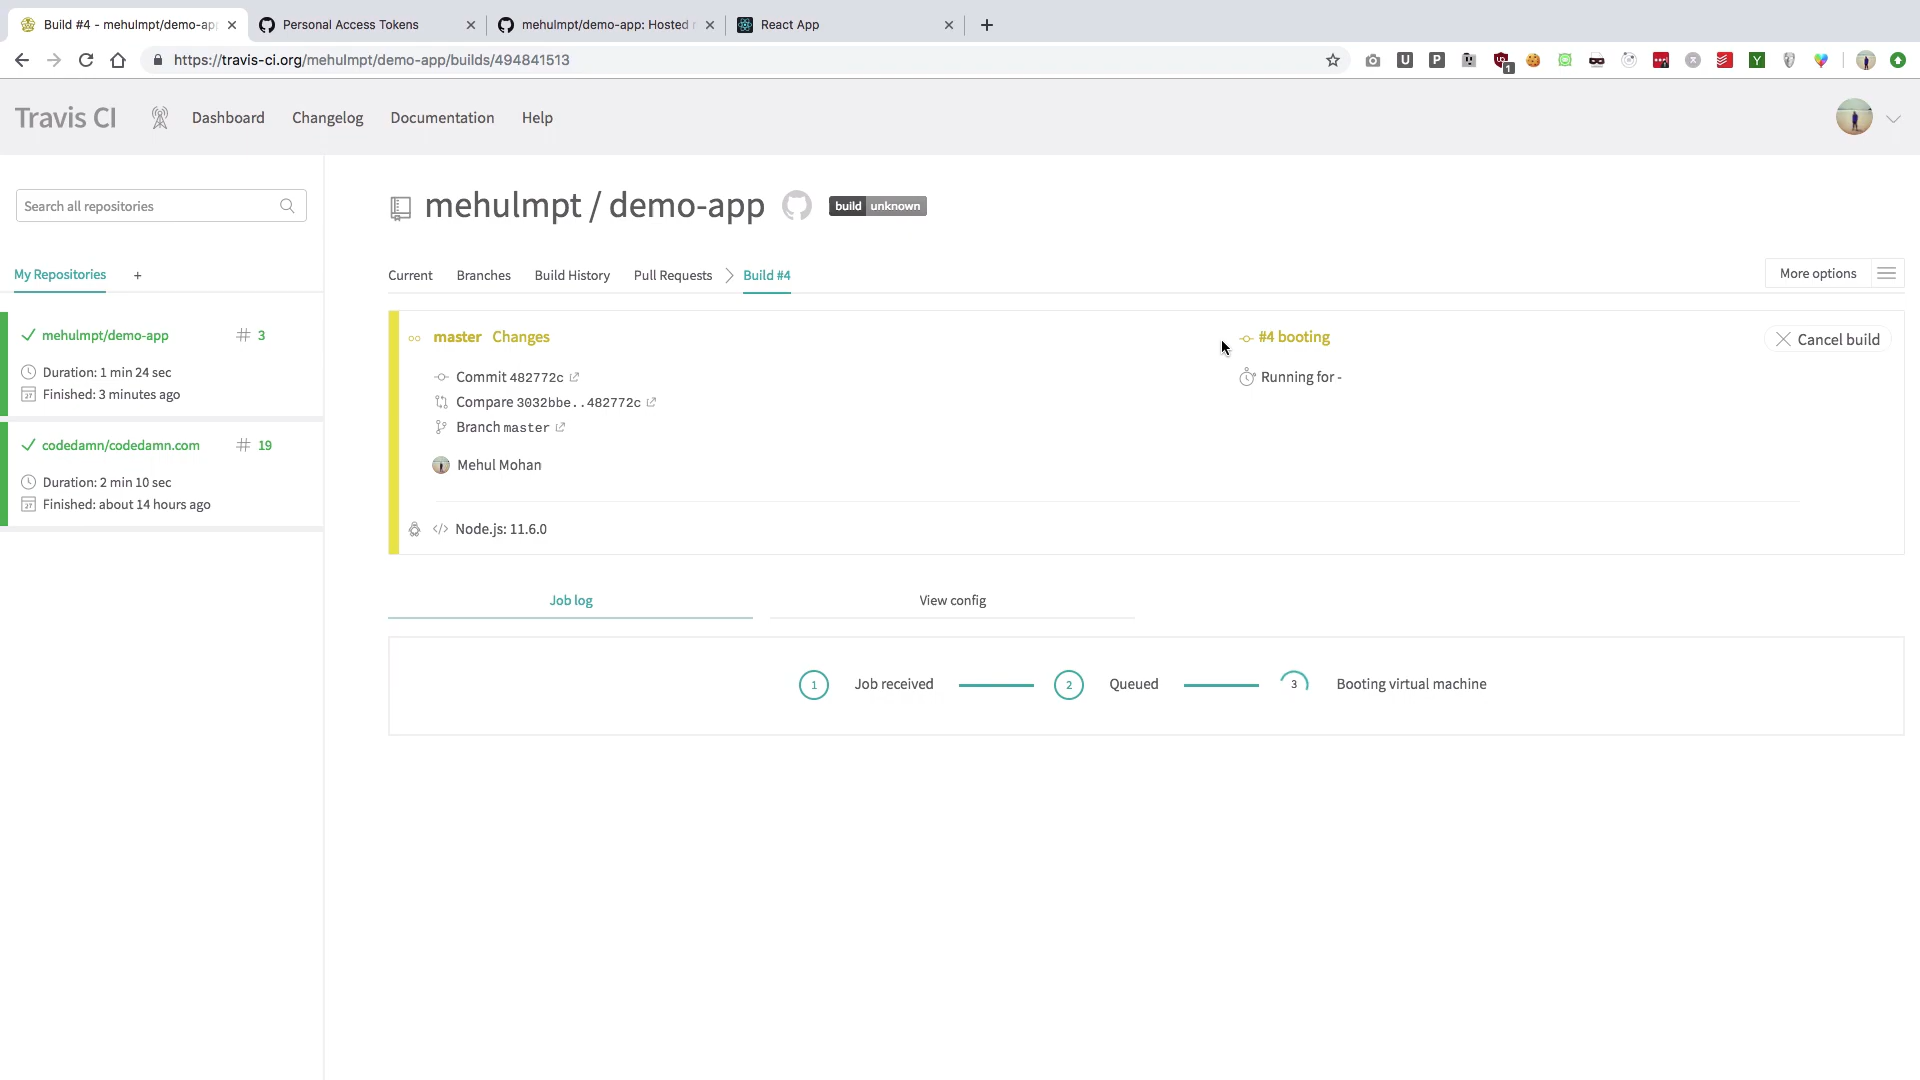 Build #4 - mehulmpt/demo-app
Personal Access Tokens
mehulmpt/demo-app: Hosted
React App
https://travis-ci.org/mehulmpt/demo-app/builds/494841513
U
P
1
Y
Travis CI
Dashboard
Changelog
Documentation
Help
Search all repositories
mehulmpt / demo-app
build unknown
My Repositories +
Current
Branches
Build History
Pull Requests
Build #4
More options
mehulmpt/demo-app # 3
Duration: 1 min 24 sec
Finished: 3 minutes ago
codedamn/codedamn.com # 19
Duration: 2 min 10 sec
Finished: about 14 hours ago
master Changes
#4 booting
Cancel build
Commit 482772c
Running for -
Compare 3032bbe..482772c
Branch master
Mehul Mohan
</> Node.js: 11.6.0
Job log
View config
1 Job received
2 Queued
3 Booting virtual machine